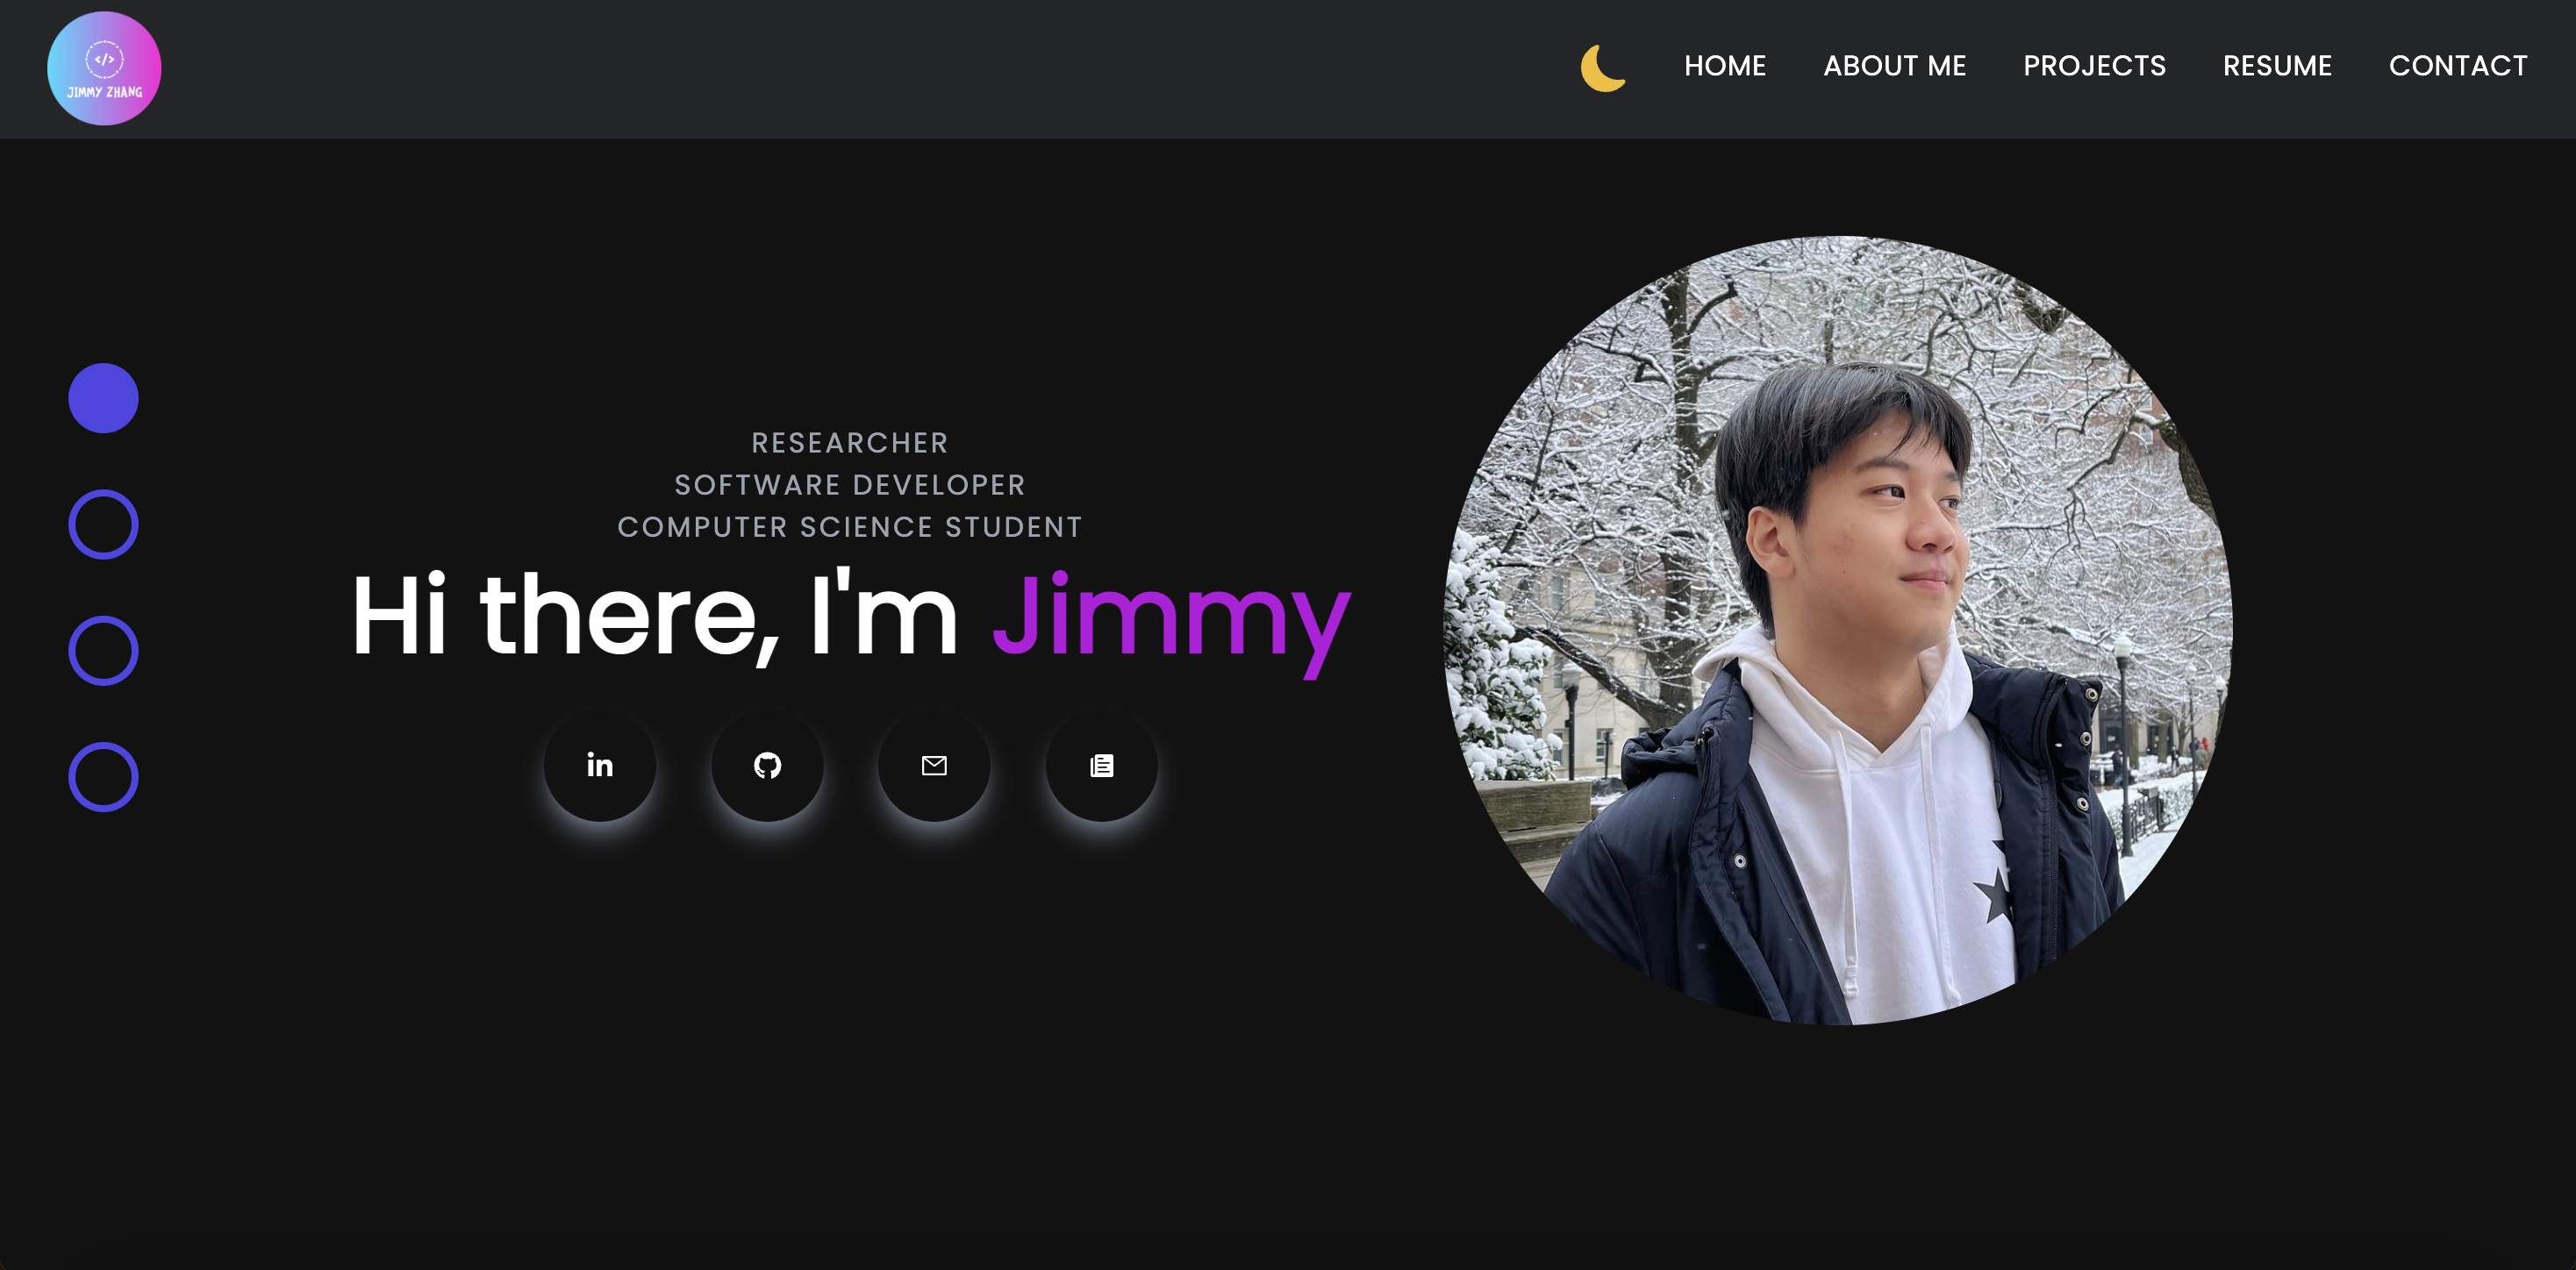 </>
JIMMY ZHANG
HOME
ABOUT ME
PROJECTS
RESUME
CONTACT
RESEARCHER
SOFTWARE DEVELOPER
COMPUTER SCIENCE STUDENT
Hi there, I'm Jimmy
in